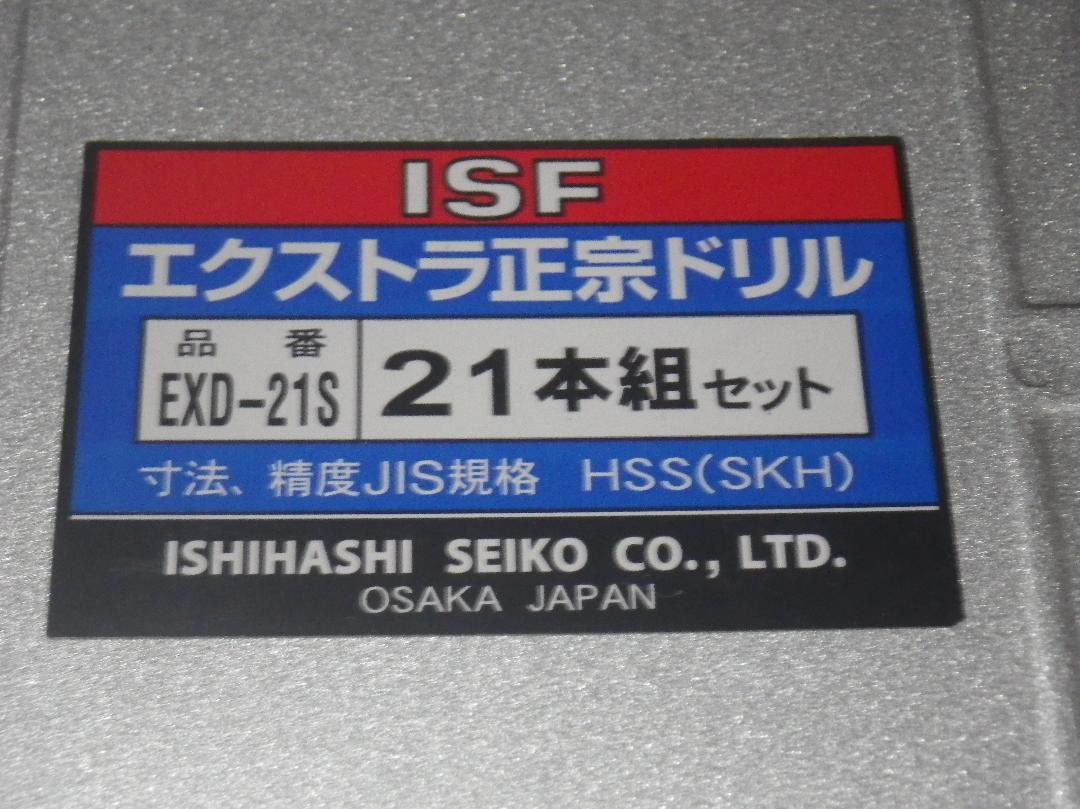 ISF
エクストラ正宗ドリル
品番
EXD-21S
21本組セット
寸法、精度JIS規格 HSS(SKH)
ISHIHASHI SEIKO CO., LTD.
OSAKA JAPAN